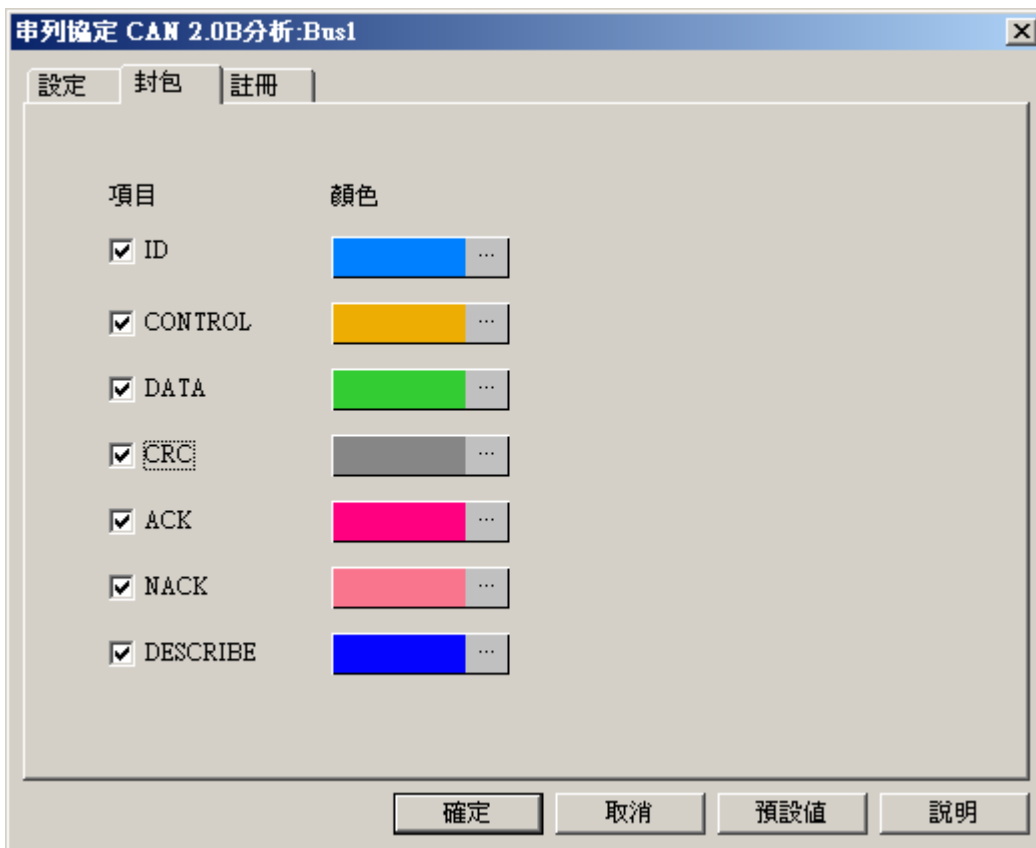 串列協定 CAN 2.0B分析:Bus1
設定 封包 註冊
項目 顏色
ID ...
CONTROL ...
DATA ...
CRC ...
ACK ...
NACK ...
DESCRIBE ...
確定 取消 預設值 說明